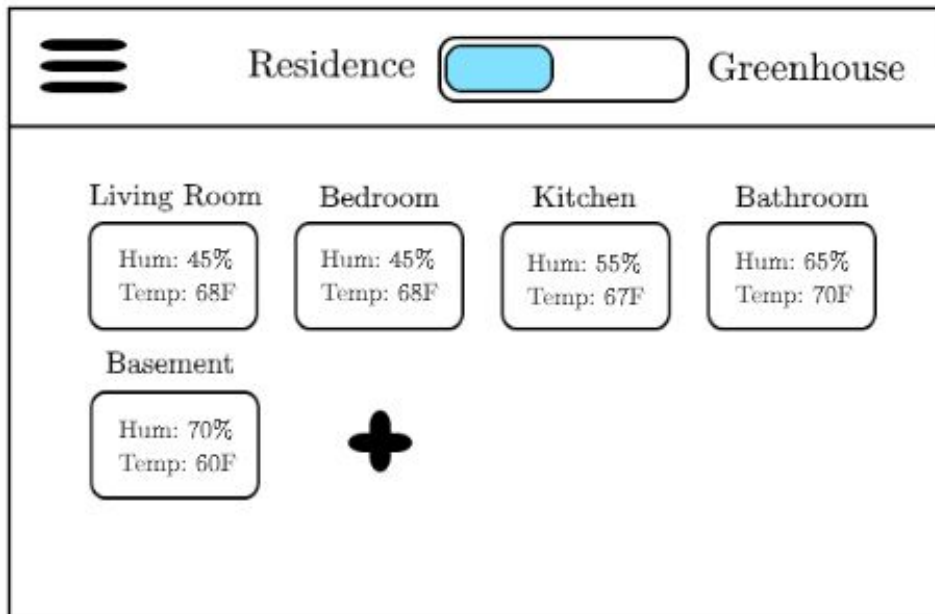 Residence
Greenhouse
Living Room
Hum: 45%
Temp: 68F
Bedroom
Hum: 45%
Temp: 68F
Kitchen
Hum: 55%
Temp: 67F
Bathroom
Hum: 65%
Temp: 70F
Basement
Hum: 70%
Temp: 60F